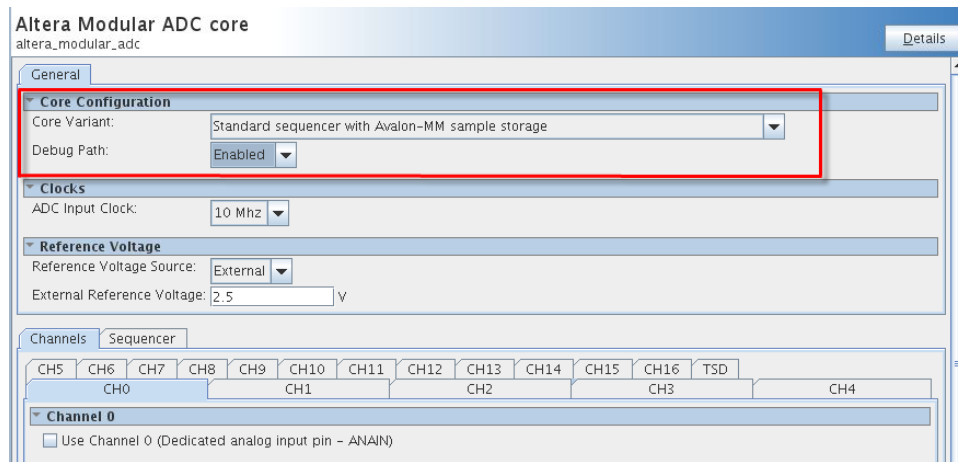 Altera Modular ADC core
altera_modular_adc
Details
General
Core Configuration
Core Variant: Standard sequencer with Avalon-MM sample storage
Debug Path: Enabled
Clocks
ADC Input Clock: 10 Mhz
Reference Voltage
Reference Voltage Source: External
External Reference Voltage: 2.5 V
Channels Sequencer
CH5 CH6 CH7 CH8 CH9 CH10 CH11 CH12 CH13 CH14 CH15 CH16 TSD
CH0 CH1 CH2 CH3 CH4
Channel 0
Use Channel 0 (Dedicated analog input pin - ANAIN)